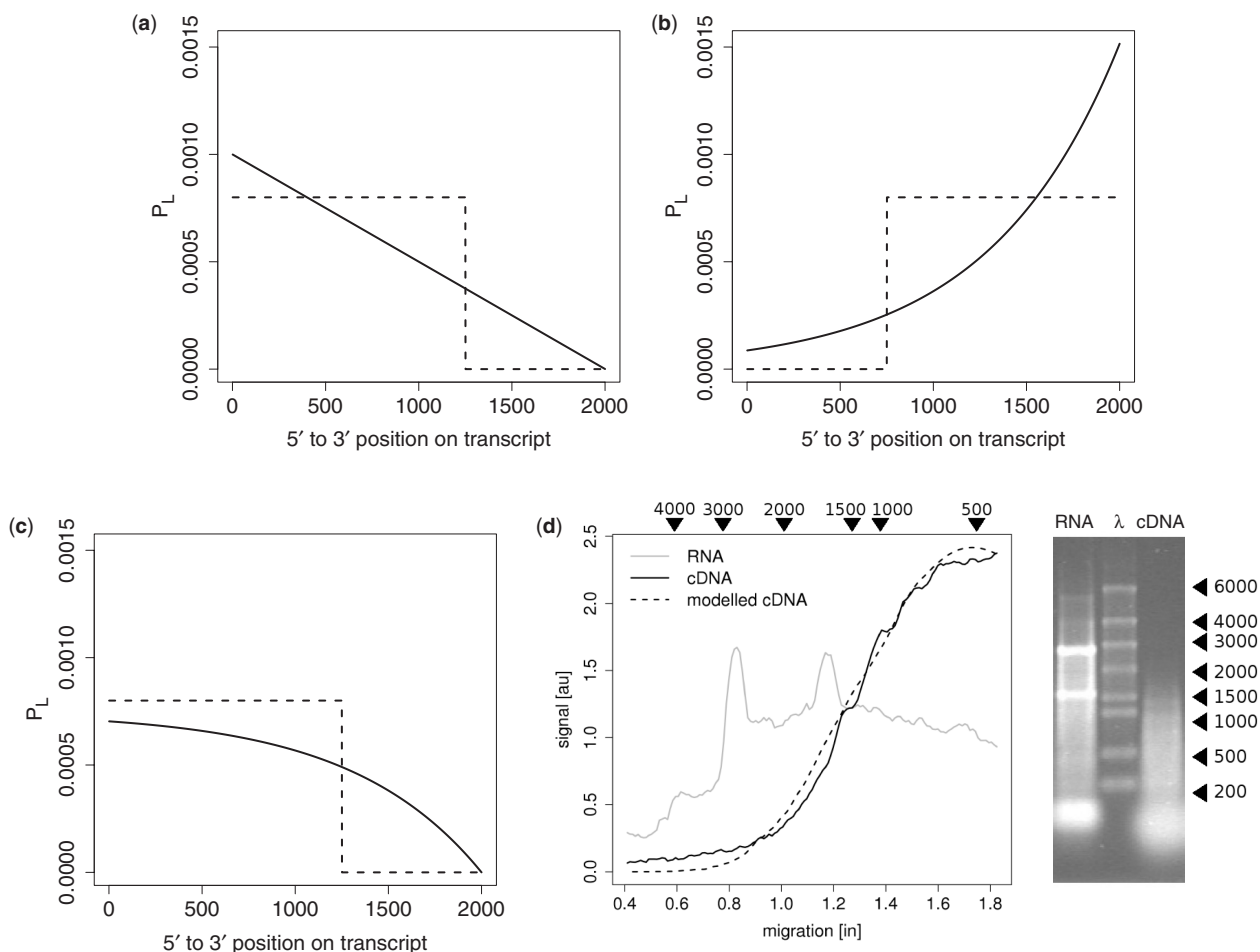 (a)
0.0015
0.0010
0.0005
0.0000
P_L
0 500 1000 1500 2000
5′ to 3′ position on transcript
(b)
0.0015
0.0010
0.0005
0.0000
P_L
0 500 1000 1500 2000
5′ to 3′ position on transcript
(c)
0.0015
0.0010
0.0005
0.0000
P_L
0 500 1000 1500 2000
5′ to 3′ position on transcript
(d)
4000 3000 2000 1500 1000 500
2.5
2.0
1.5
1.0
0.5
0.0
signal [au]
RNA
cDNA
modelled cDNA
0.4 0.6 0.8 1.0 1.2 1.4 1.6 1.8
migration [in]
RNA λ cDNA
6000
4000
3000
2000
1500
1000
500
200